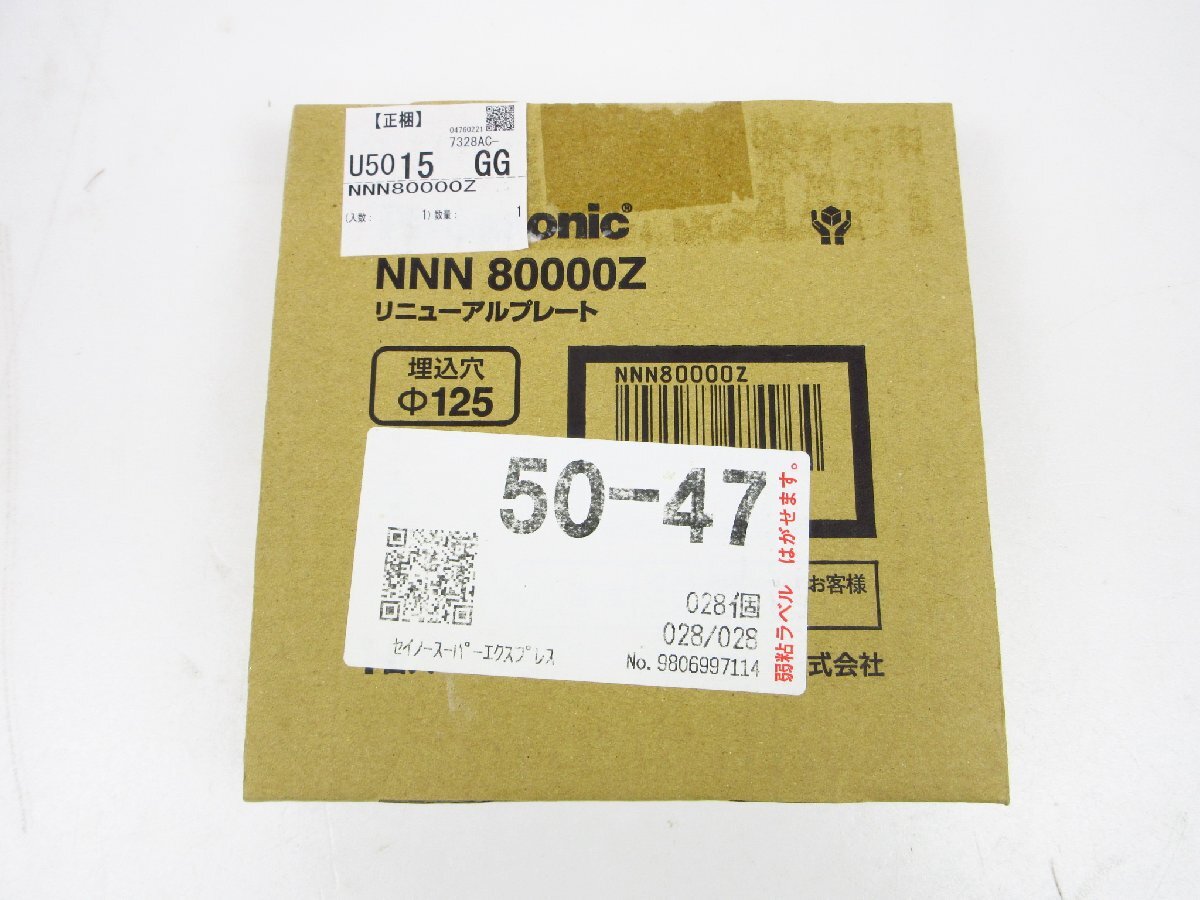 【正梱】
04760221
7328AC-
U5015 GG
NNN80000Z
(入数: 1) 数量: 1
onic®
NNN 80000Z
リニューアルプレート
埋込穴
Φ125
NNN80000Z
50-47
弱粘ラベル はがせます。
お客様
028個
028/028
セイノースーパーエクスプレス
No.9806997114
式会社